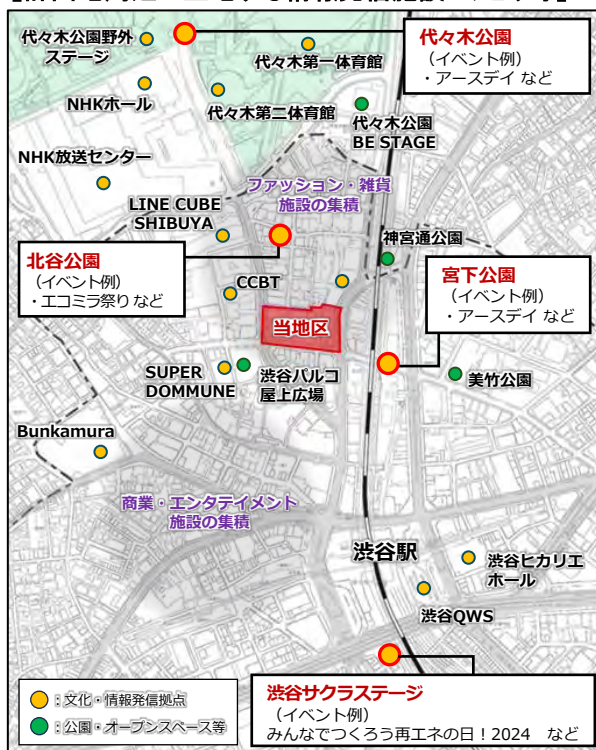 代々木公園野外
ステージ
代々木第一体育館
代々木公園
（イベント例）
・アースデイ など
NHKホール
代々木第二体育館
代々木公園
BE STAGE
NHK放送センター
ファッション・雑貨
施設の集積
LINE CUBE
SHIBUYA
北谷公園
（イベント例）
・エコミラ祭り など
神宮通公園
CCBT
宮下公園
（イベント例）
・アースデイ など
当地区
SUPER
DOMMUNE
渋谷パルコ
屋上広場
美竹公園
Bunkamura
商業・エンタテイメント
施設の集積
渋谷駅
渋谷ヒカリエ
ホール
渋谷QWS
渋谷サクラステージ
（イベント例）
みんなでつくろう再エネの日！2024 など
：文化・情報発信拠点
：公園・オープンスペース等